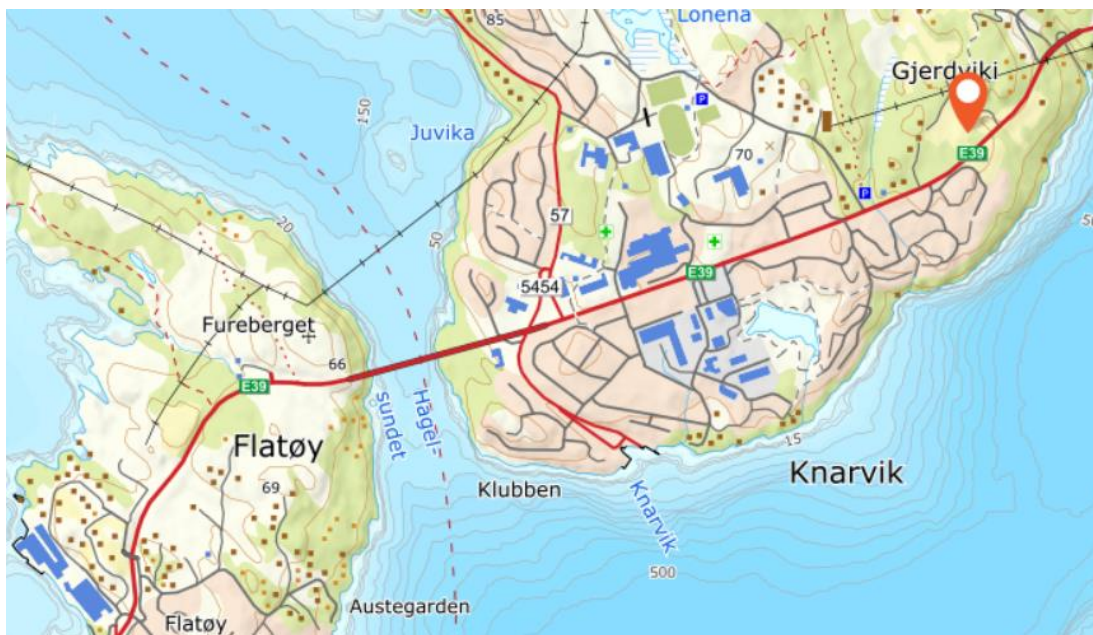 85
Lonena
P
Gjerdviki
150
Juvika
E39
70
P
57
20
50
E39
5454
Fureberget
66
E39
Hagel-
sundet
Flatøy
15
Knarvik
69
Klubben
Knarvik
500
Austegarden
Flatøy